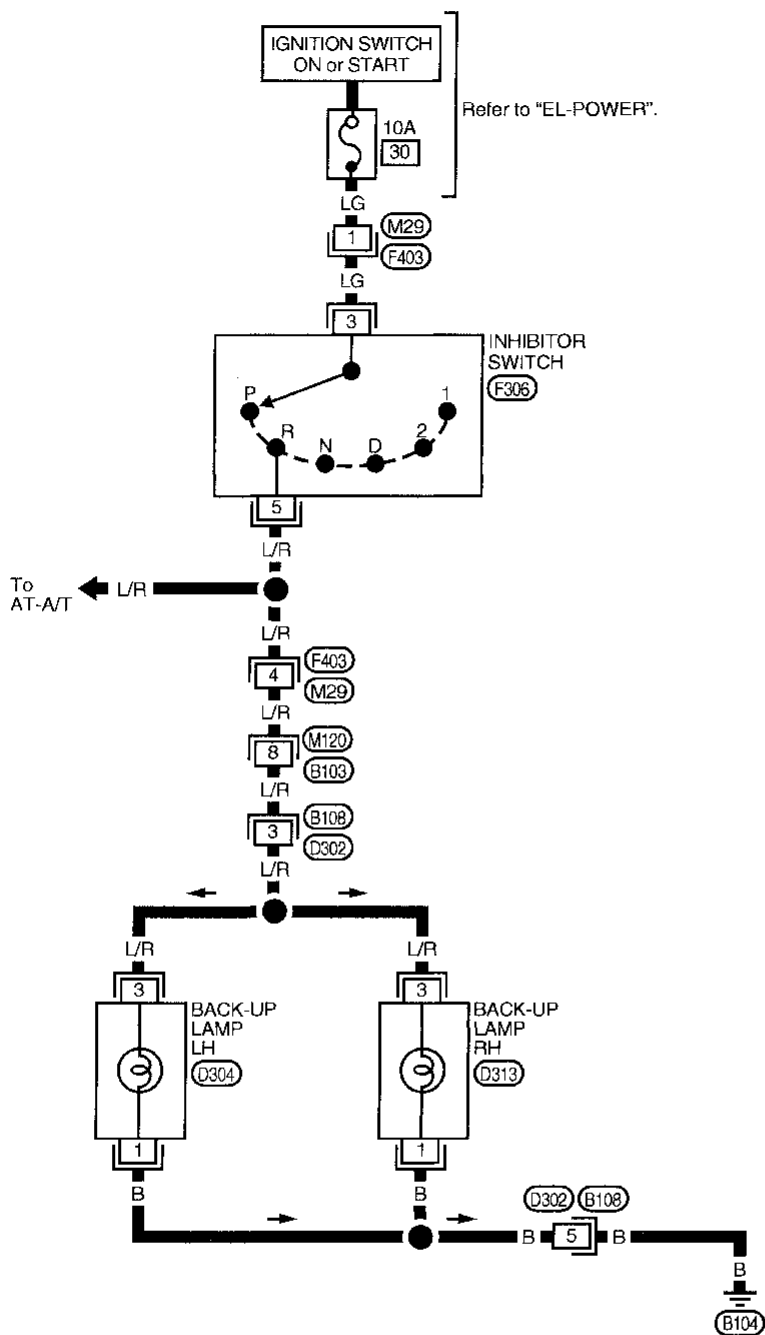 IGNITION SWITCH
ON or START
Refer to "EL-POWER".
10A
30
LG
1
M29
F403
LG
3
INHIBITOR
SWITCH
F306
P
R
N
D
2
1
5
L/R
To
AT-A/T
L/R
L/R
4
F403
M29
L/R
8
M120
B103
L/R
3
B108
D302
L/R
L/R
L/R
3
BACK-UP
LAMP
LH
D304
1
3
BACK-UP
LAMP
RH
D313
1
B
B
D302
B108
B
5
B
B
B104